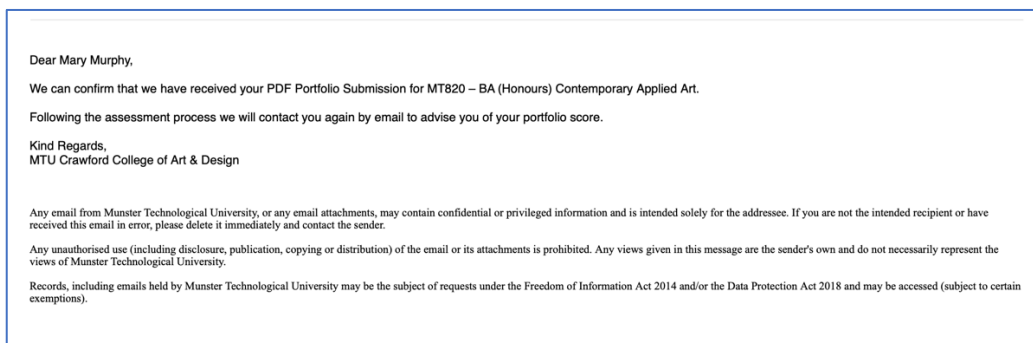 Dear Mary Murphy,
We can confirm that we have received your PDF Portfolio Submission for MT820 – BA (Honours) Contemporary Applied Art.
Following the assessment process we will contact you again by email to advise you of your portfolio score.
Kind Regards,
MTU Crawford College of Art & Design
Any email from Munster Technological University, or any email attachments, may contain confidential or privileged information and is intended solely for the addressee. If you are not the intended recipient or have
received this email in error, please delete it immediately and contact the sender.
Any unauthorised use (including disclosure, publication, copying or distribution) of the email or its attachments is prohibited. Any views given in this message are the sender's own and do not necessarily represent the
views of Munster Technological University.
Records, including emails held by Munster Technological University may be the subject of requests under the Freedom of Information Act 2014 and/or the Data Protection Act 2018 and may be accessed (subject to certain
exemptions).